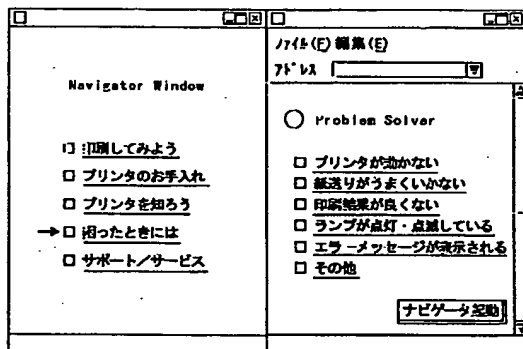 Navigator Window
印刷してみよう
プリンタのお手入れ
プリンタを知ろう
困ったときには
サポート／サービス
ファイル(F) 編集(E)
アドレス
Problem Solver
プリンタが動かない
紙送りがうまくいかない
印刷結果が良くない
ランプが点灯・点滅している
エラーメッセージが表示される
その他
ナビゲータ起動